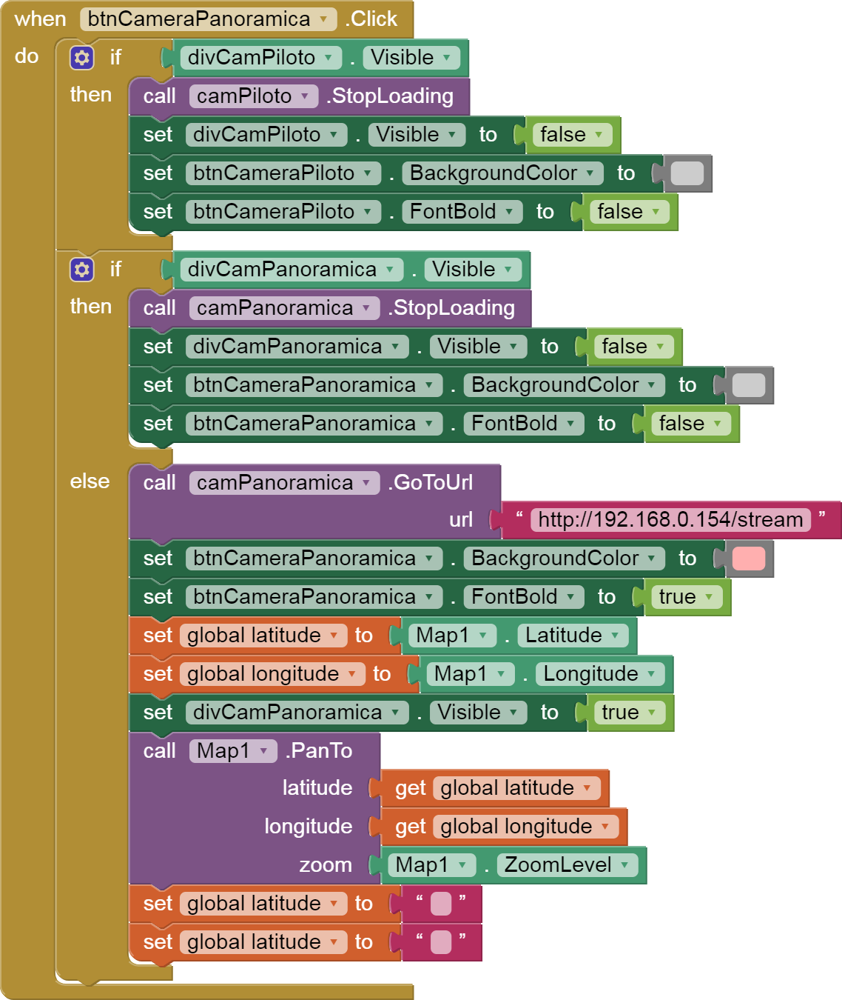 when btnCameraPanoramica .Click
do if divCamPiloto . Visible
then call camPiloto .StopLoading
set divCamPiloto . Visible to false
set btnCameraPiloto . BackgroundColor to
set btnCameraPiloto . FontBold to false
if divCamPanoramica . Visible
then call camPanoramica .StopLoading
set divCamPanoramica . Visible to false
set btnCameraPanoramica . BackgroundColor to
set btnCameraPanoramica . FontBold to false
else call camPanoramica .GoToUrl
url “ http://192.168.0.154/stream ”
set btnCameraPanoramica . BackgroundColor to
set btnCameraPanoramica . FontBold to true
set global latitude to Map1 . Latitude
set global longitude to Map1 . Longitude
set divCamPanoramica . Visible to true
call Map1 .PanTo
latitude get global latitude
longitude get global longitude
zoom Map1 . ZoomLevel
set global latitude to “ ”
set global latitude to “ ”